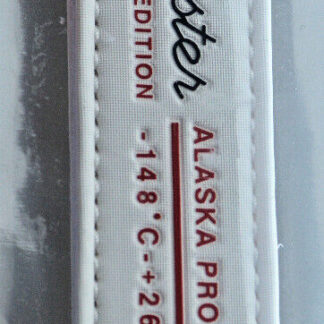 ster
EDITION
ALASKA PRO
-148°C-+26